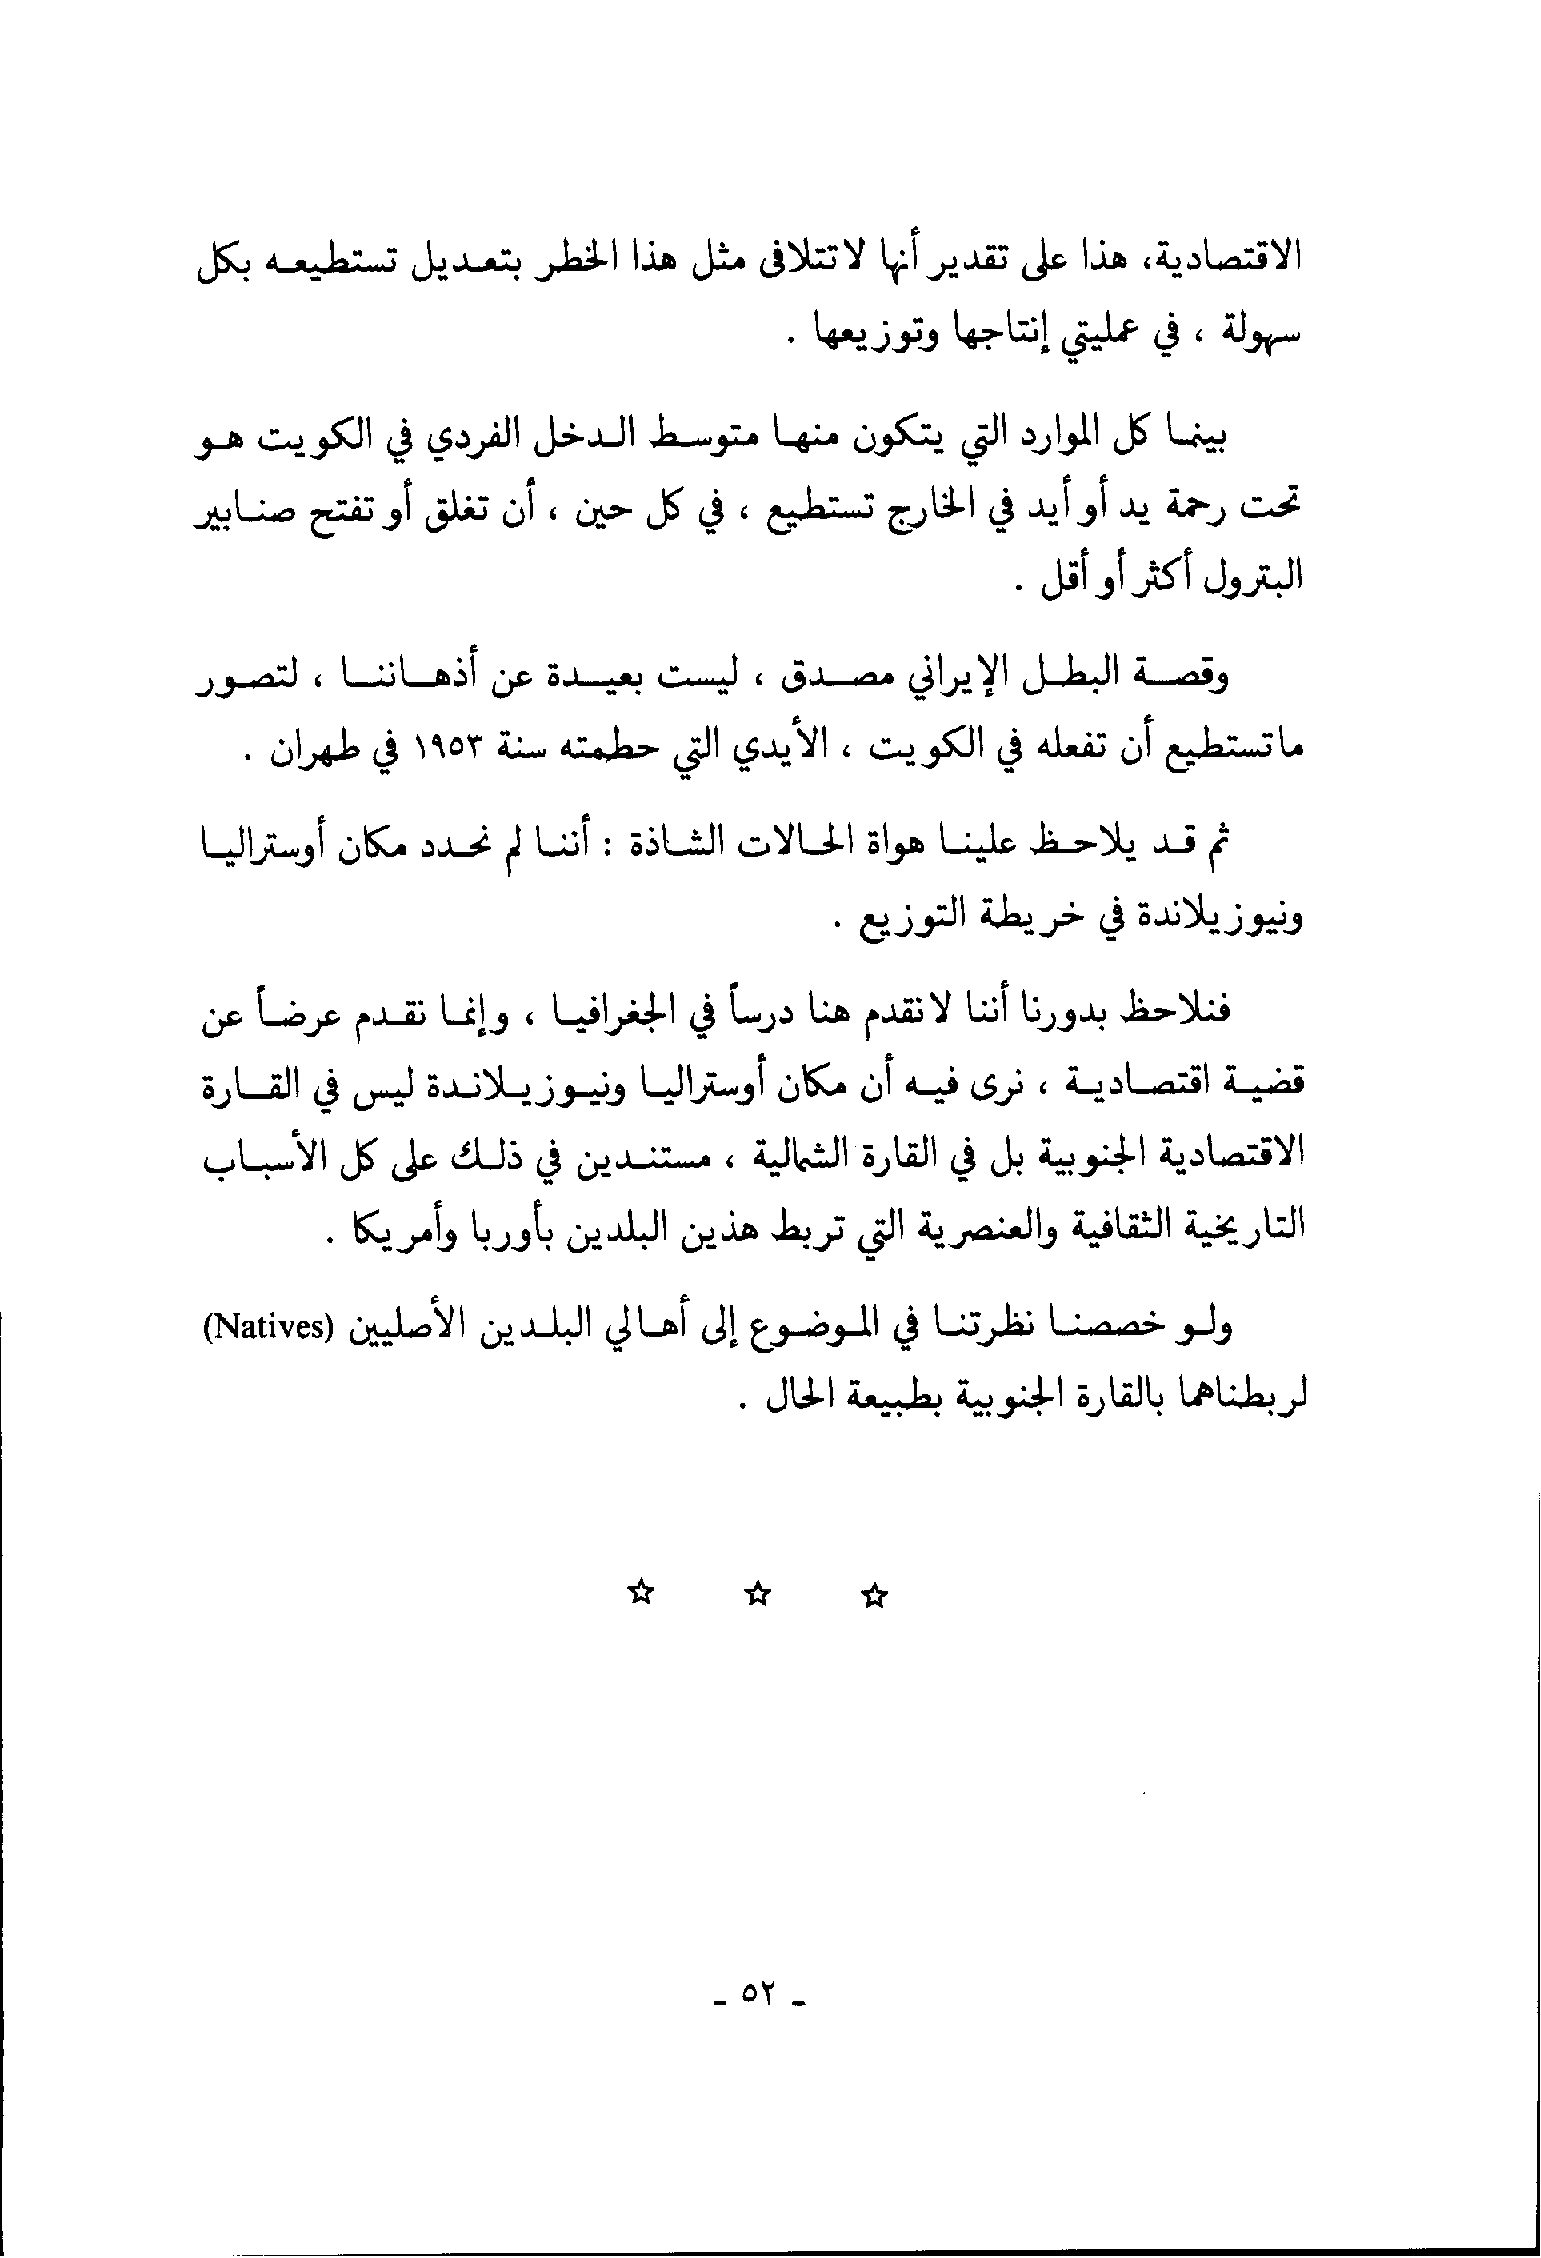 الاقتصادية، هذا على تقدير أنها لا تتلافى مثل هذا الخطر بتعديل تستطيعه بكل
سهولة ، في عمليتي إنتاجها وتوزيعها .
بينما كل الموارد التي يتكون منها متوسط الدخل الفردي في الكويت هو
تحت رحمة يد أو أيد في الخارج تستطيع ، في كل حين ، أن تغلق أو تفتح صنابير
البترول أكثر أو أقل .
وقصة البطل الإيراني مصدق ، ليست بعيدة عن أذهاننا ، لتصور
ماتستطيع أن تفعله في الكويت ، الأيدي التي حطمته سنة ١٩٥٣ في طهران .
ثم قد يلاحظ علينا هواة الحالات الشاذة : أننا لم نحدد مكان أوستراليا
ونيوزيلاندة في خريطة التوزيع .
فنلاحظ بدورنا أننا لانقدم هنا درساً في الجغرافيا ، وإنما نقدم عرضاً عن
قضية اقتصادية ، نرى فيه أن مكان أوستراليا ونيوزيلاندة ليس في القارة
الاقتصادية الجنوبية بل في القارة الشمالية ، مستندين في ذلك على كل الأسباب
التاريخية الثقافية والعنصرية التي تربط هذين البلدين بأوربا وأمريكا .
ولو خصصنا نظرتنا في الموضوع إلى أهالي البلدين الأصليين (Natives)
لربطناهما بالقارة الجنوبية بطبيعة الحال .
☆ ☆ ☆
- ٥٢ -